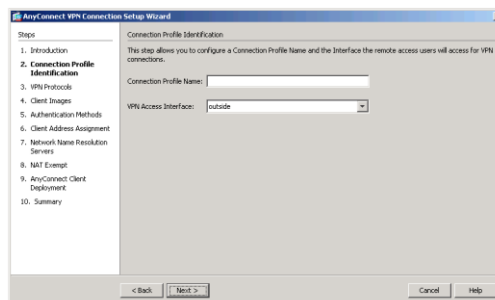 AnyConnect VPN Connection Setup Wizard
Steps
1. Introduction
2. Connection Profile
Identification
3. VPN Protocols
4. Client Images
5. Authentication Methods
6. Client Address Assignment
7. Network Name Resolution
Servers
8. NAT Exempt
9. AnyConnect Client
Deployment
10. Summary
Connection Profile Identification
This step allows you to configure a Connection Profile Name and the Interface the remote access users will access for VPN
connections.
Connection Profile Name:
VPN Access Interface: outside
< Back Next > Cancel Help